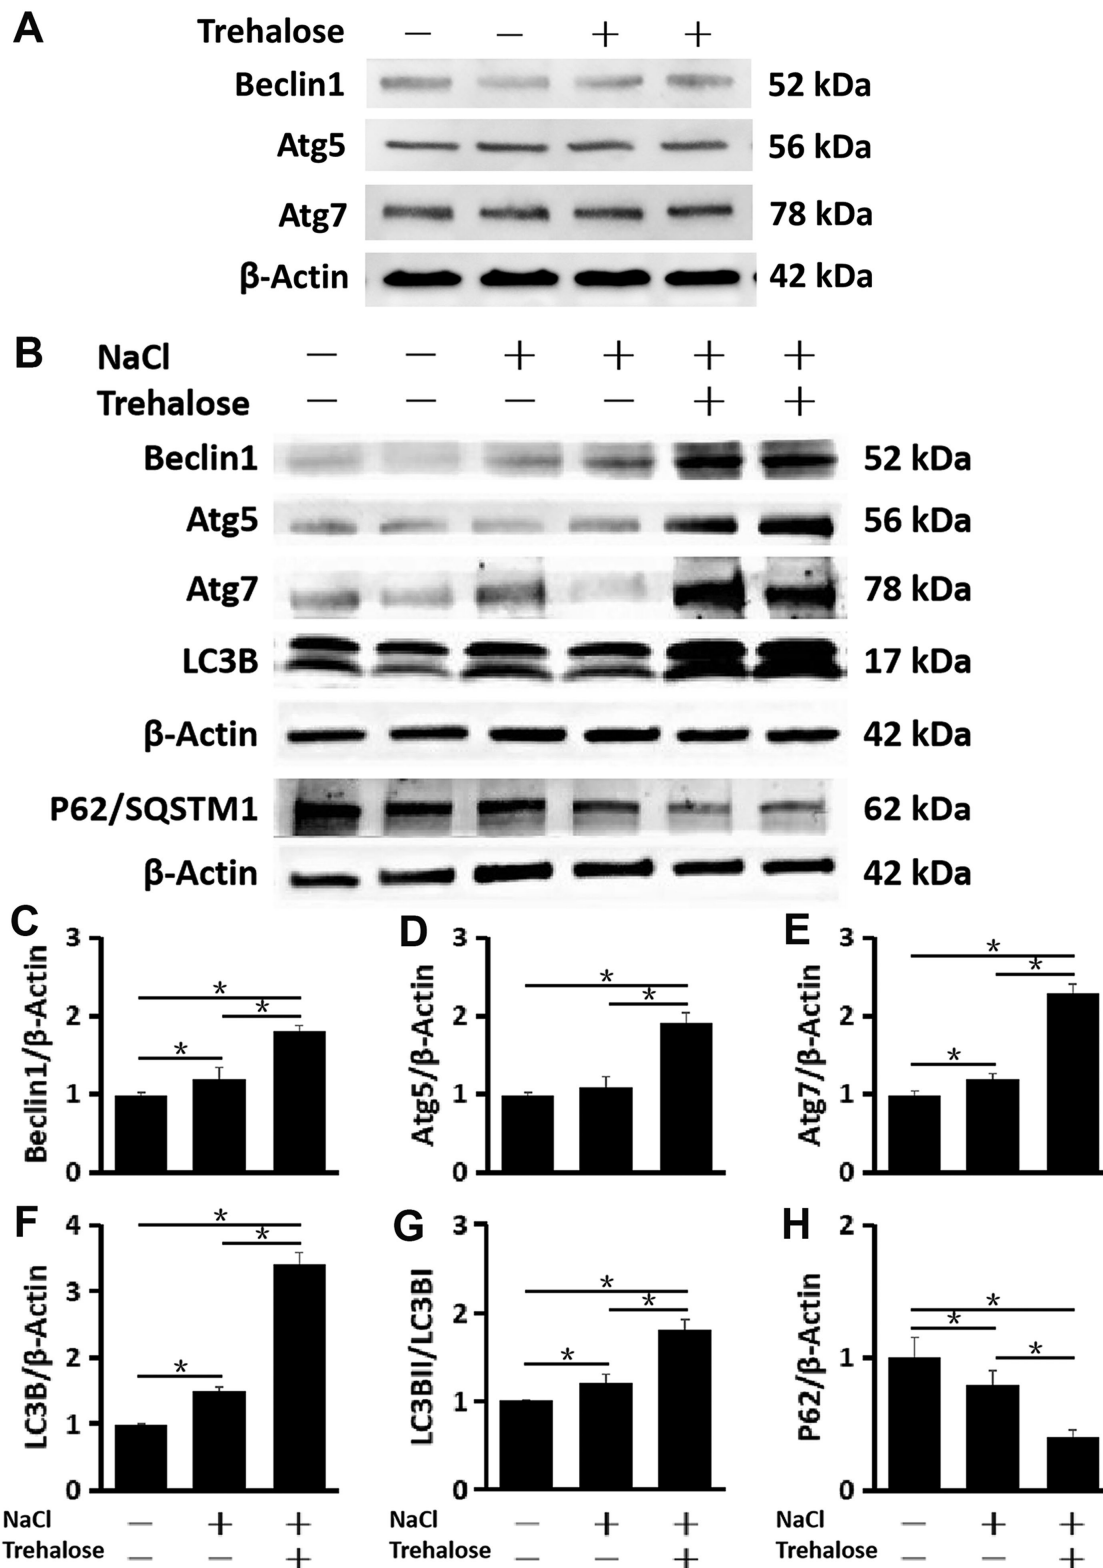 A
Trehalose — — + +
Beclin1 52 kDa
Atg5 56 kDa
Atg7 78 kDa
β-Actin 42 kDa
B
NaCl — — + + + +
Trehalose — — — — + +
Beclin1 52 kDa
Atg5 56 kDa
Atg7 78 kDa
LC3B 17 kDa
β-Actin 42 kDa
P62/SQSTM1 62 kDa
β-Actin 42 kDa
C
Beclin1/β-Actin
3
2
1
0
* * *
D
Atg5/β-Actin
3
2
1
0
* *
E
Atg7/β-Actin
3
2
1
0
* * *
F
LC3B/β-Actin
4
3
2
1
0
* * *
NaCl — + +
Trehalose — — +
G
LC3BII/LC3BI
3
2
1
0
* * *
NaCl — + +
Trehalose — — +
H
P62/β-Actin
2
1
0
* * *
NaCl — + +
Trehalose — — +